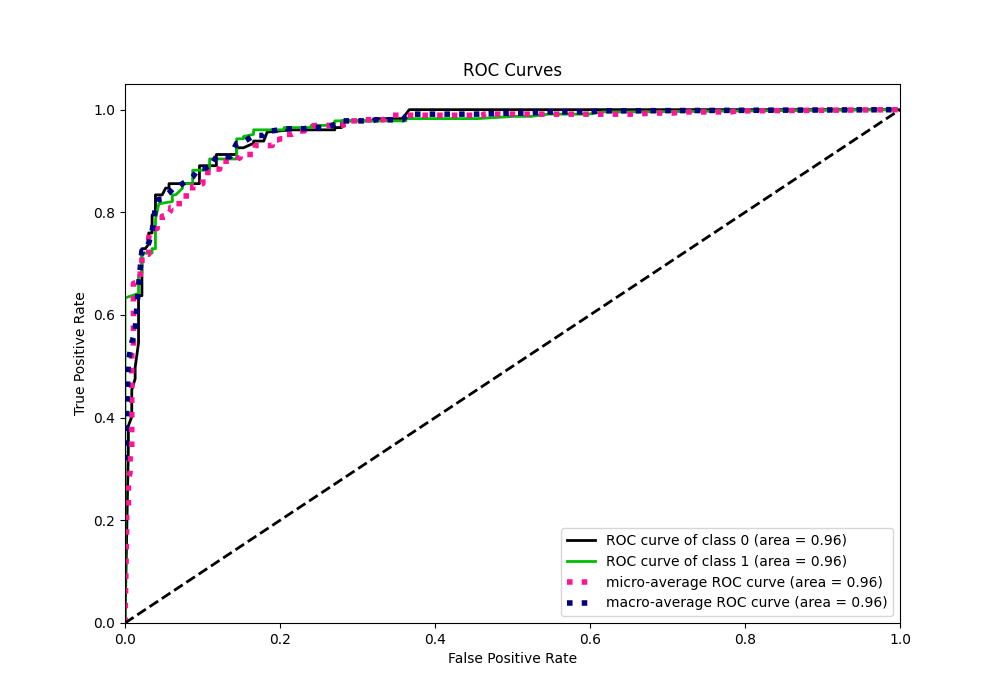 ROC Curves
True Positive Rate
1.0
0.8
0.6
0.4
0.2
0.0
0.0 0.2 0.4 0.6 0.8 1.0
False Positive Rate
ROC curve of class 0 (area = 0.96)
ROC curve of class 1 (area = 0.96)
micro-average ROC curve (area = 0.96)
macro-average ROC curve (area = 0.96)